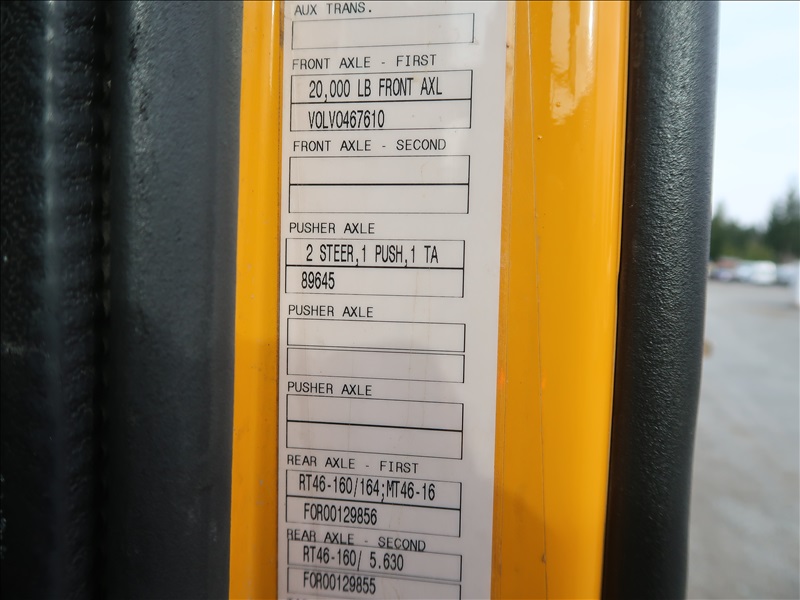 AUX TRANS.
FRONT AXLE - FIRST
20,000 LB FRONT AXL
VOLVO467610
FRONT AXLE - SECOND
PUSHER AXLE
2 STEER,1 PUSH,1 TA
89645
PUSHER AXLE
PUSHER AXLE
REAR AXLE - FIRST
RT46-160/164;MT46-16
FOR00129856
REAR AXLE - SECOND
RT46-160/ 5.630
FOR00129855